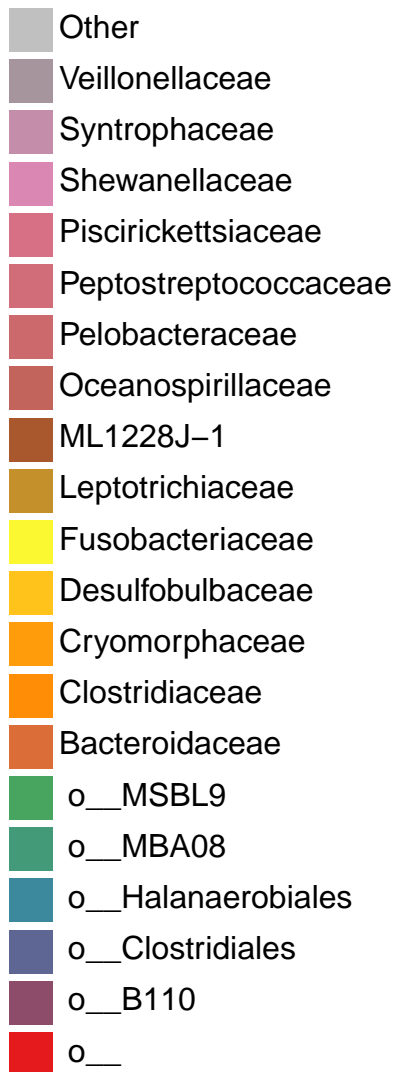 Other
Veillonellaceae
Syntrophaceae
Shewanellaceae
Piscirickettsiaceae
Peptostreptococcaceae
Pelobacteraceae
Oceanospirillaceae
ML1228J−1
Leptotrichiaceae
Fusobacteriaceae
Desulfobulbaceae
Cryomorphaceae
Clostridiaceae
Bacteroidaceae
o__MSBL9
o__MBA08
o__Halanaerobiales
o__Clostridiales
o__B110
o__